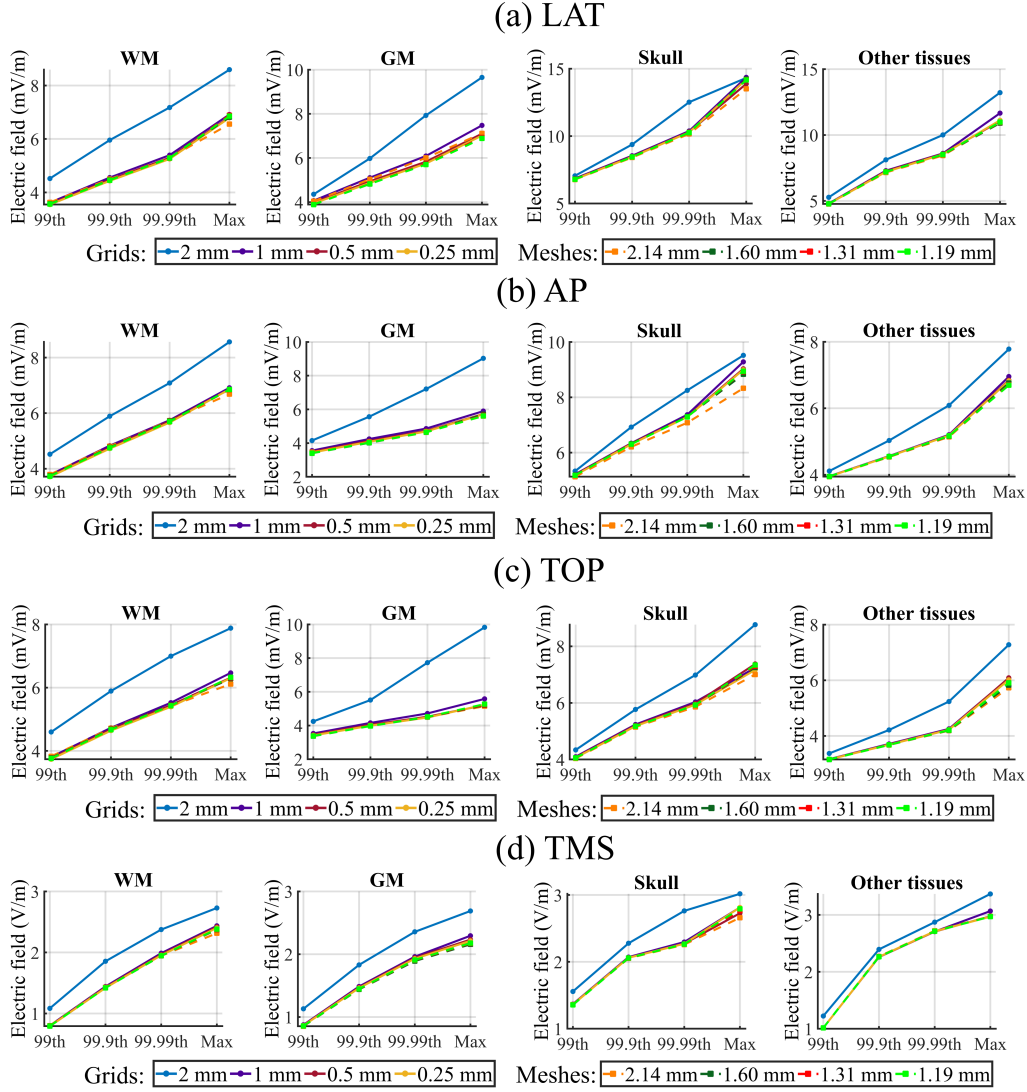 (a) LAT
WM
GM
Skull
Other tissues
Electric field (mV/m)
8
6
4
99th 99.9th 99.99th Max
Electric field (mV/m)
10
8
6
4
99th 99.9th 99.99th Max
Electric field (mV/m)
15
10
5
99th 99.9th 99.99th Max
Electric field (mV/m)
15
10
5
99th 99.9th 99.99th Max
Grids: 2 mm 1 mm 0.5 mm 0.25 mm
Meshes: 2.14 mm 1.60 mm 1.31 mm 1.19 mm
(b) AP
WM
GM
Skull
Other tissues
Electric field (mV/m)
8
6
4
99th 99.9th 99.99th Max
Electric field (mV/m)
10
8
6
4
2
99th 99.9th 99.99th Max
Electric field (mV/m)
10
8
6
99th 99.9th 99.99th Max
Electric field (mV/m)
8
6
4
99th 99.9th 99.99th Max
Grids: 2 mm 1 mm 0.5 mm 0.25 mm
Meshes: 2.14 mm 1.60 mm 1.31 mm 1.19 mm
(c) TOP
WM
GM
Skull
Other tissues
Electric field (mV/m)
8
6
4
99th 99.9th 99.99th Max
Electric field (mV/m)
10
8
6
4
2
99th 99.9th 99.99th Max
Electric field (mV/m)
8
6
4
99th 99.9th 99.99th Max
Electric field (mV/m)
8
6
4
99th 99.9th 99.99th Max
Grids: 2 mm 1 mm 0.5 mm 0.25 mm
Meshes: 2.14 mm 1.60 mm 1.31 mm 1.19 mm
(d) TMS
WM
GM
Skull
Other tissues
Electric field (V/m)
3
2
1
99th 99.9th 99.99th Max
Electric field (V/m)
3
2
1
99th 99.9th 99.99th Max
Electric field (V/m)
3
2
1
99th 99.9th 99.99th Max
Electric field (V/m)
3
2
1
99th 99.9th 99.99th Max
Grids: 2 mm 1 mm 0.5 mm 0.25 mm
Meshes: 2.14 mm 1.60 mm 1.31 mm 1.19 mm